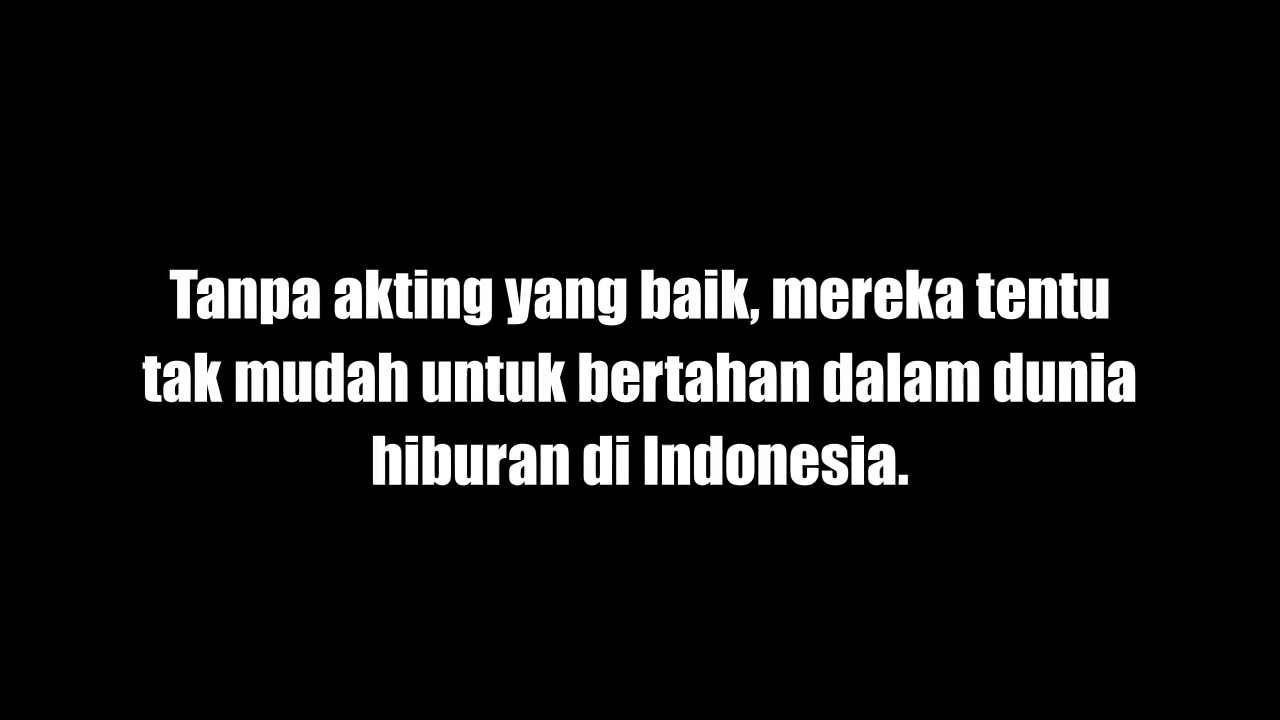 Tanpa akting yang baik, mereka tentu
tak mudah untuk bertahan dalam dunia
hiburan di Indonesia.